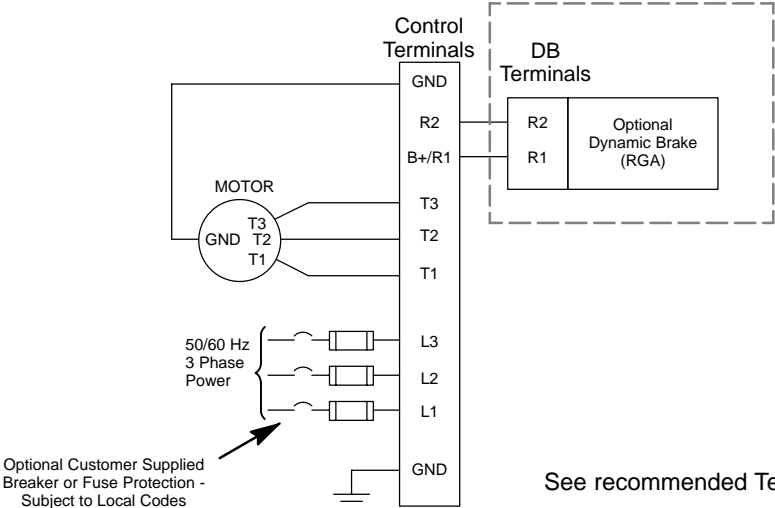 Control
Terminals
DB
Terminals
GND
R2
B+/R1
R2
R1
Optional
Dynamic Brake
(RGA)
MOTOR
GND
T3
T2
T1
T3
T2
T1
50/60 Hz
3 Phase
Power
L3
L2
L1
GND
Optional Customer Supplied
Breaker or Fuse Protection -
Subject to Local Codes
See recommended Te